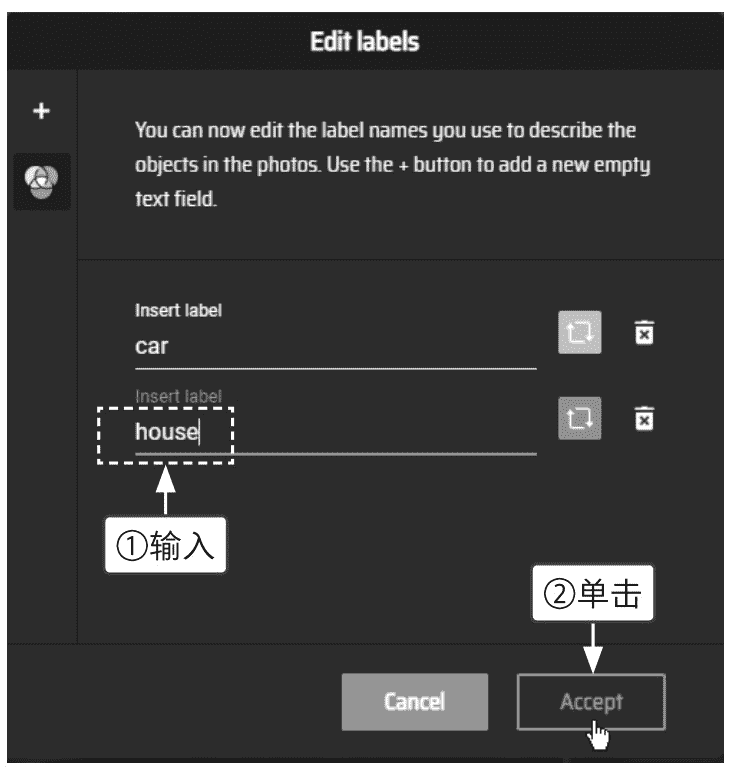 Edit labels
+
You can now edit the label names you use to describe the
objects in the photos. Use the + button to add a new empty
text field.
Insert label
car
Insert label
house
①输入
②单击
Cancel
Accept